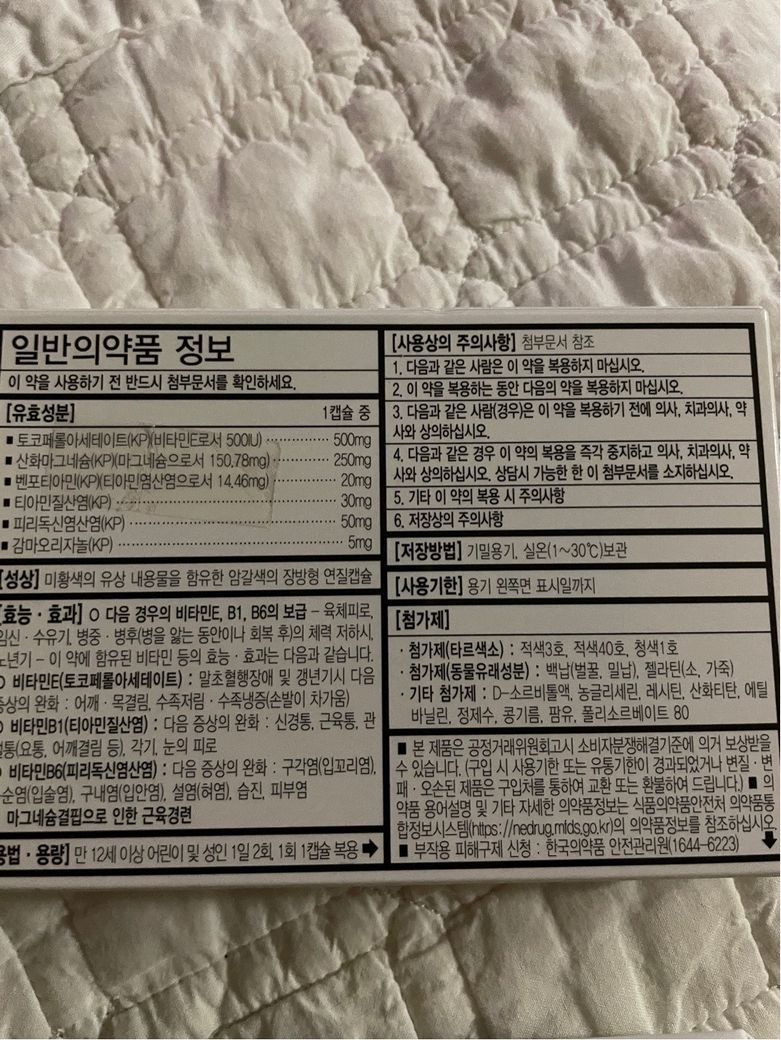 일반의약품 정보
이 약을 사용하기 전 반드시 첨부문서를 확인하세요.
[유효성분] 1캡슐 중
■ 토코페롤아세테이트(KP)(비타민E로서 500IU) 500mg
■ 산화마그네슘(KP)(마그네슘으로서 150.78mg) 250mg
■ 벤포티아민(KP)(티아민염산염으로서 14.46mg) 20mg
■ 티아민질산염(KP) 30mg
■ 피리독신염산염(KP) 50mg
■ 감마오리자놀(KP) 5mg
[성상] 미황색의 유상 내용물을 함유한 암갈색의 장방형 연질캡슐
[효능·효과] O 다음 경우의 비타민E, B1, B6의 보급 – 육체피로,
임신·수유기, 병중·병후(병을 앓는 동안이나 회복 후)의 체력 저하시,
노년기 – 이 약에 함유된 비타민 등의 효능·효과는 다음과 같습니다.
O 비타민E(토코페롤아세테이트) : 말초혈행장애 및 갱년기시 다음
증상의 완화 : 어깨·목결림, 수족저림·수족냉증(손발이 차가움)
O 비타민B1(티아민질산염) : 다음 증상의 완화 : 신경통, 근육통, 관
절통(요통, 어깨결림 등), 각기, 눈의 피로
O 비타민B6(피리독신염산염) : 다음 증상의 완화 : 구각염(입꼬리염),
구순염(입술염), 구내염(입안염), 설염(혀염), 습진, 피부염
마그네슘결핍으로 인한 근육경련
용법·용량] 만 12세 이상 어린이 및 성인 1일 2회, 1회 1캡슐 복용 ➡
[사용상의 주의사항] 첨부문서 참조
1. 다음과 같은 사람은 이 약을 복용하지 마십시오.
2. 이 약을 복용하는 동안 다음의 약을 복용하지 마십시오.
3. 다음과 같은 사람(경우)은 이 약을 복용하기 전에 의사, 치과의사, 약
사와 상의하십시오.
4. 다음과 같은 경우 이 약의 복용을 즉각 중지하고 의사, 치과의사, 약
사와 상의하십시오. 상담시 가능한 한 이 첨부문서를 소지하십시오.
5. 기타 이 약의 복용 시 주의사항
6. 저장상의 주의사항
[저장방법] 기밀용기, 실온(1~30℃)보관
[사용기한] 용기 왼쪽면 표시일까지
[첨가제]
· 첨가제(타르색소) : 적색3호, 적색40호, 청색1호
· 첨가제(동물유래성분) : 백납(벌꿀, 밀납), 젤라틴(소, 가죽)
· 기타 첨가제 : D-소르비톨액, 농글리세린, 레시틴, 산화티탄, 에틸
바닐린, 정제수, 콩기름, 팜유, 폴리소르베이트 80
■ 본 제품은 공정거래위원회고시 소비자분쟁해결기준에 의거 보상받을
수 있습니다. (구입 시 사용기한 또는 유통기한이 경과되었거나 변질·변
패·오손된 제품은 구입처를 통하여 교환 또는 환불하여 드립니다.) ■ 의
약품 용어설명 및 기타 자세한 의약품정보는 식품의약품안전처 의약품통
합정보시스템(https://nedrug.mfds.go.kr)의 의약품정보를 참조하십시오
■ 부작용 피해구제 신청 : 한국의약품 안전관리원(1644-6223)